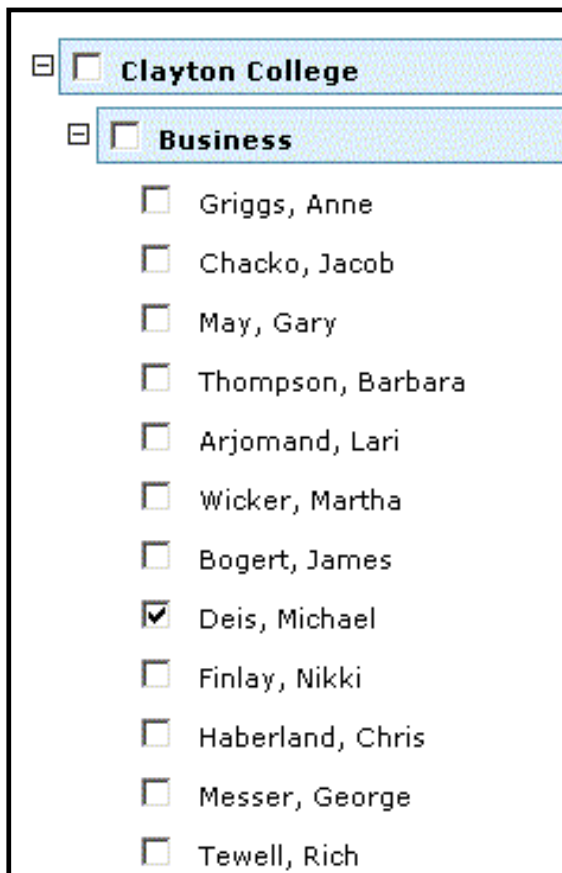 Clayton College
Business
Griggs, Anne
Chacko, Jacob
May, Gary
Thompson, Barbara
Arjomand, Lari
Wicker, Martha
Bogert, James
Deis, Michael
Finlay, Nikki
Haberland, Chris
Messer, George
Tewell, Rich